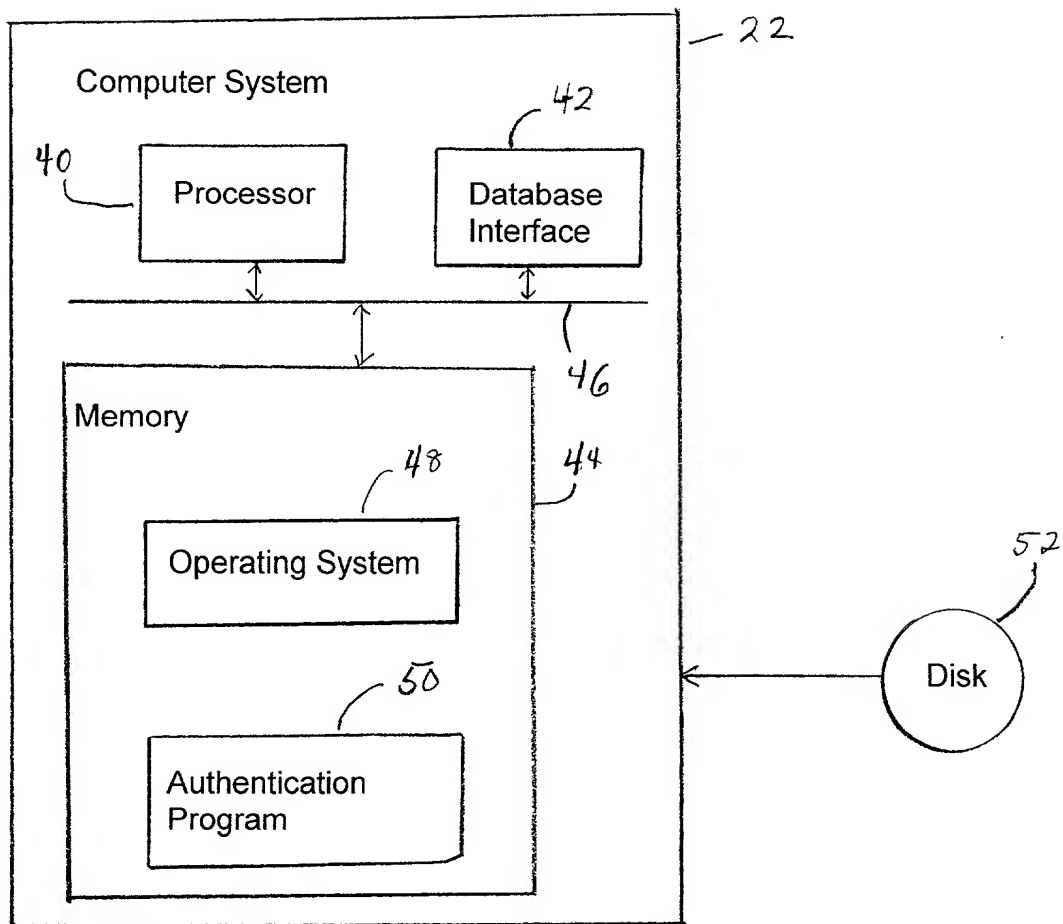 22
Computer System
42
40
Processor
Database
Interface
46
Memory
48
44
Operating System
52
Disk
50
Authentication
Program